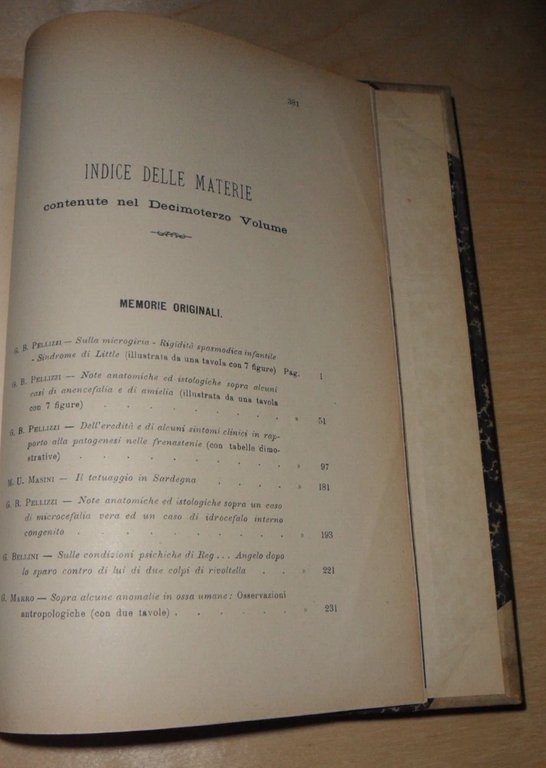 381
INDICE DELLE MATERIE
contenute nel Decimoterzo Volume
MEMORIE ORIGINALI.
G. B. PELLIZZI — Sulla microgiria - Rigidità spasmodica infantile
- Sindrome di Little (illustrata da una tavola con 7 figure) Pag. 1
G. B. PELLIZZI — Note anatomiche ed istologiche sopra alcuni
casi di anencefalia e di amielia (illustrata da una tavola
con 7 figure) . . . . . . . . » 51
G. B. PELLIZZI — Dell'eredità e di alcuni sintomi clinici in rap-
porto alla patogenesi nelle frenastenie (con tabelle dimo-
strative) . . . . . . . . » 97
M. U. MASINI — Il tatuaggio in Sardegna . . . . » 181
G. B. PELLIZZI — Note anatomiche ed istologiche sopra un caso
di microcefalia vera ed un caso di idrocefalo interno
congenito . . . . . . . . » 193
G. BELLINI — Sulle condizioni psichiche di Reg... Angelo dopo
lo sparo contro di lui di due colpi di rivoltella . . » 221
G. MARRO — Sopra alcune anomalie in ossa umane: Osservazioni
antropologiche (con due tavole) . . . . . » 231